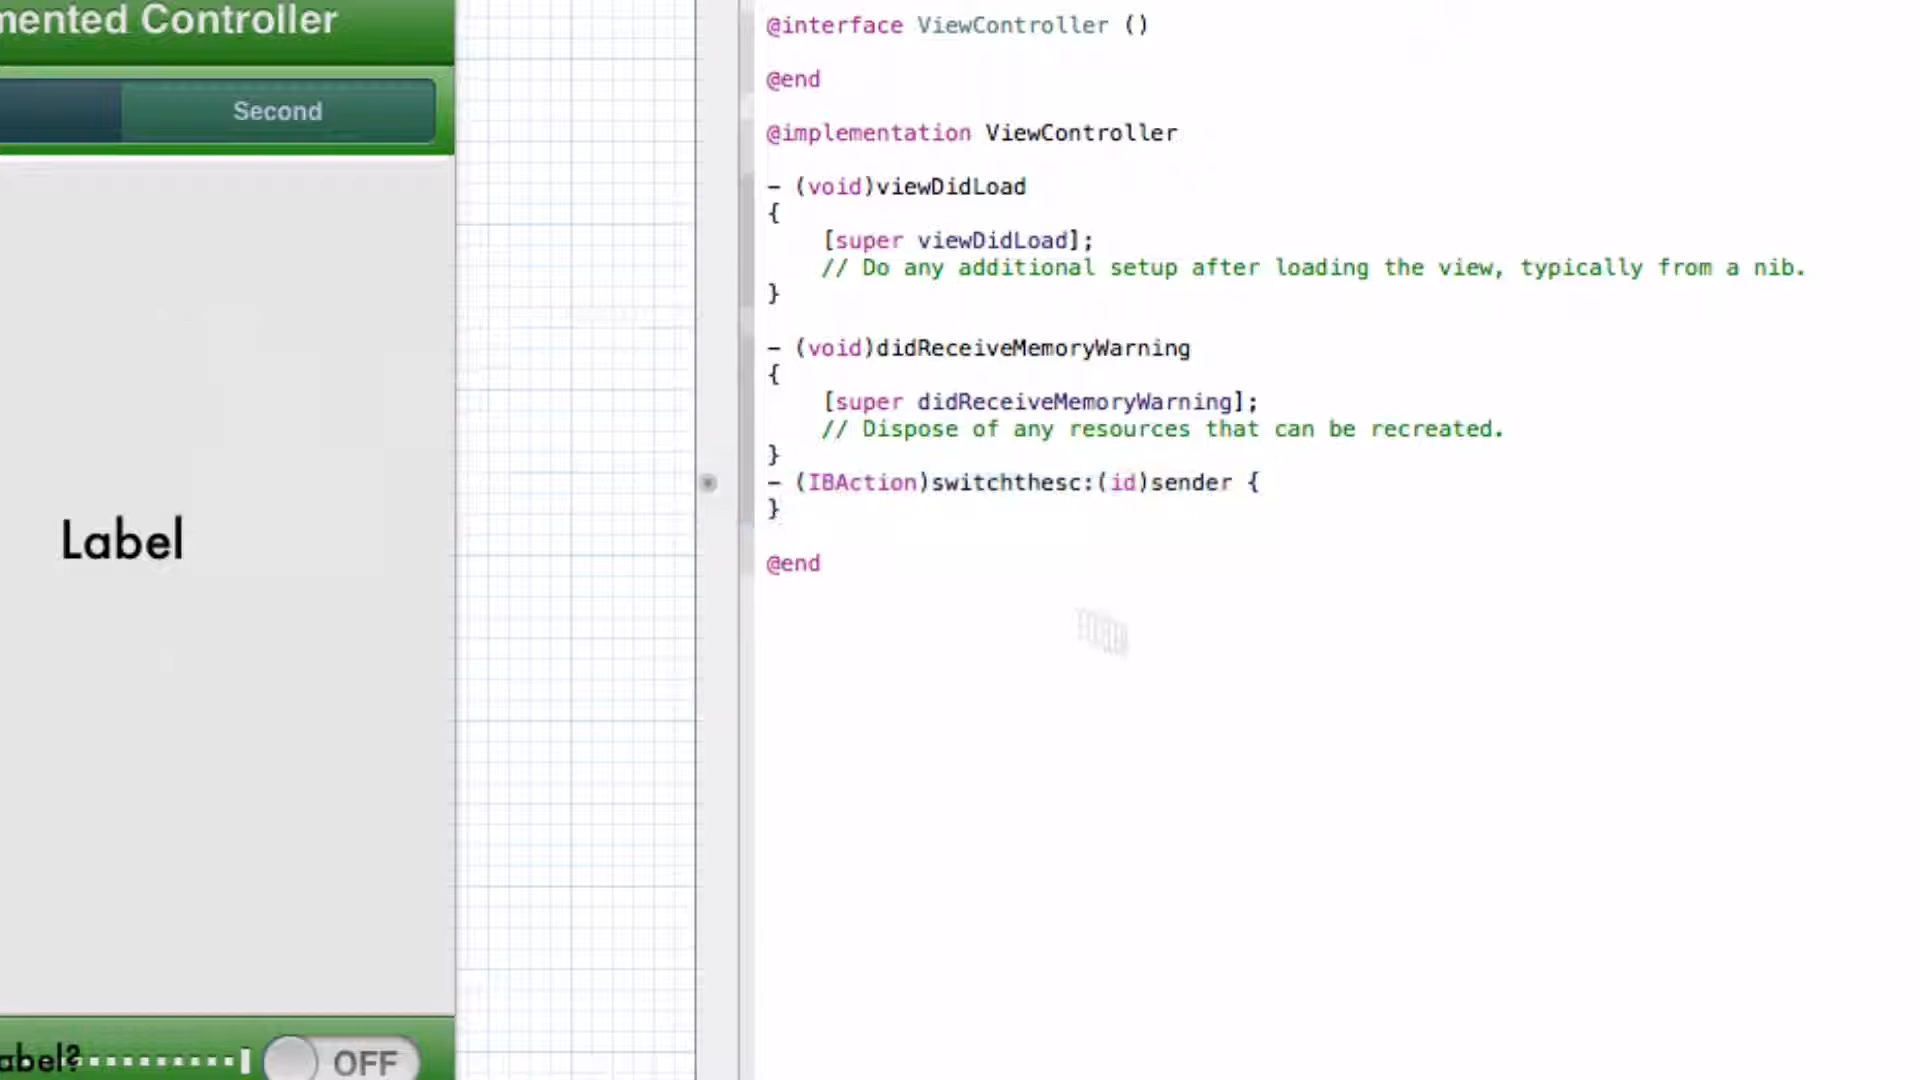 mented Controller
Second
Label
abel?
OFF
@interface ViewController ()
@end
@implementation ViewController
- (void)viewDidLoad
{
[super viewDidLoad];
// Do any additional setup after loading the view, typically from a nib.
}
- (void)didReceiveMemoryWarning
{
[super didReceiveMemoryWarning];
// Dispose of any resources that can be recreated.
}
- (IBAction)switchthesc:(id)sender {
}
@end